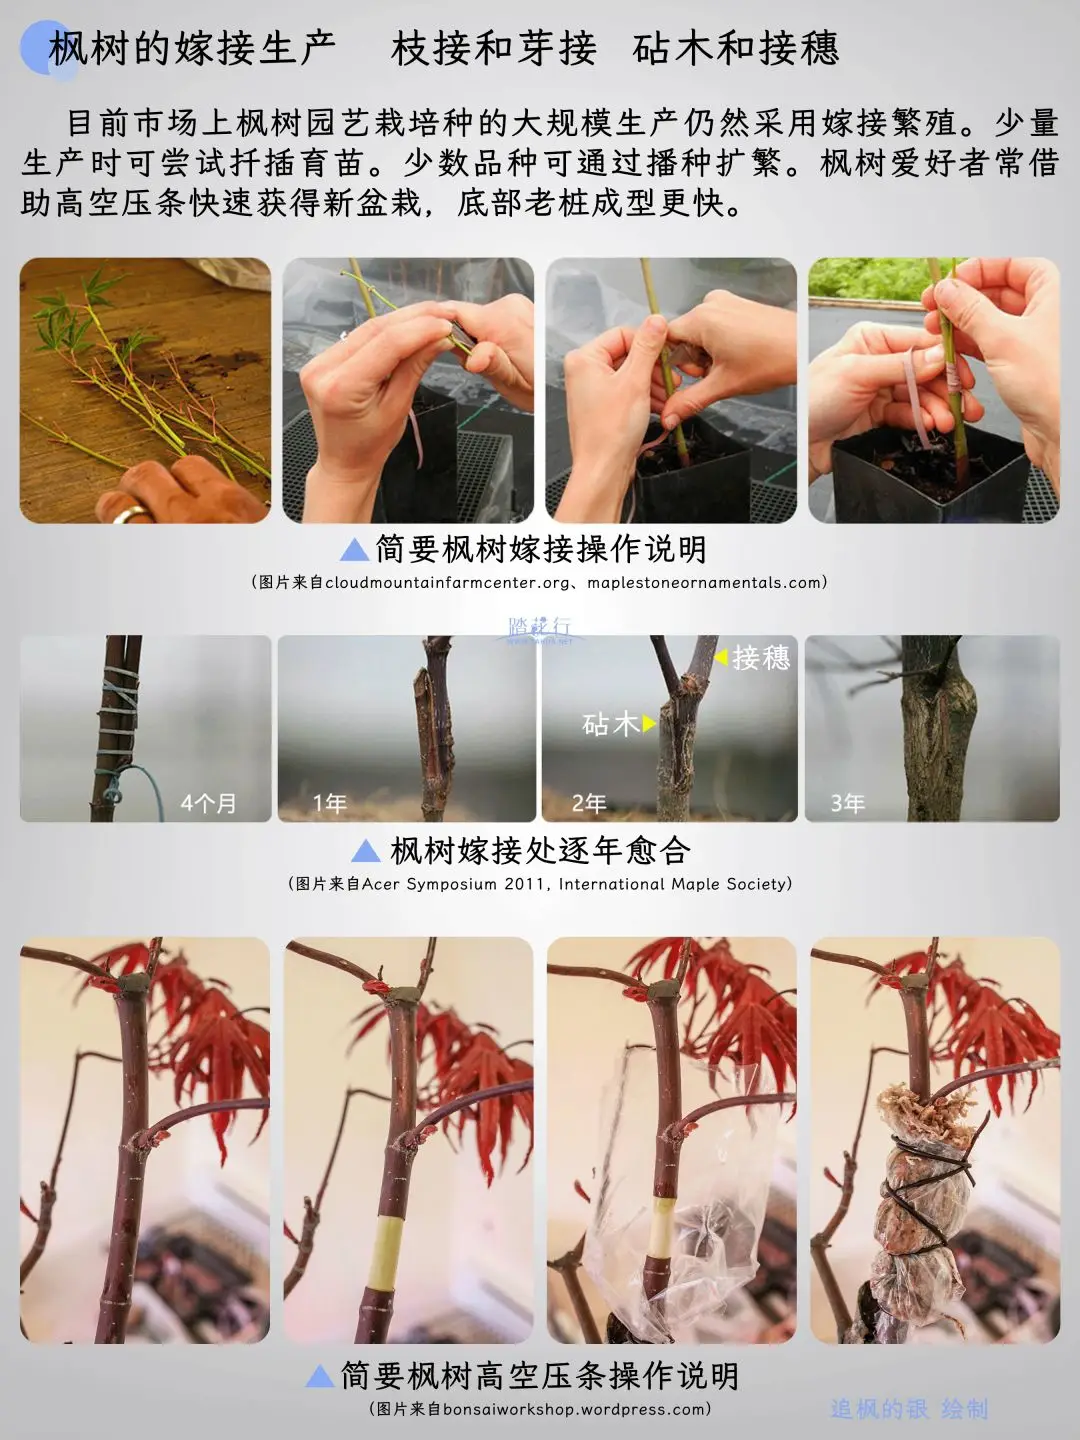 枫树的嫁接生产 枝接和芽接 砧木和接穗
目前市场上枫树园艺栽培种的大规模生产仍然采用嫁接繁殖。少量
生产时可尝试扦插育苗。少数品种可通过播种扩繁。枫树爱好者常借
助高空压条快速获得新盆栽，底部老桩成型更快。
▲简要枫树嫁接操作说明
(图片来自cloudmountainfarmcenter.org、maplestoneornamentals.com)
踏花行
接穗
砧木
4个月
1年
2年
3年
▲枫树嫁接处逐年愈合
(图片来自Acer Symposium 2011, International Maple Society)
▲简要枫树高空压条操作说明
(图片来自bonsaiworkshop.wordpress.com)
追枫的银 绘制